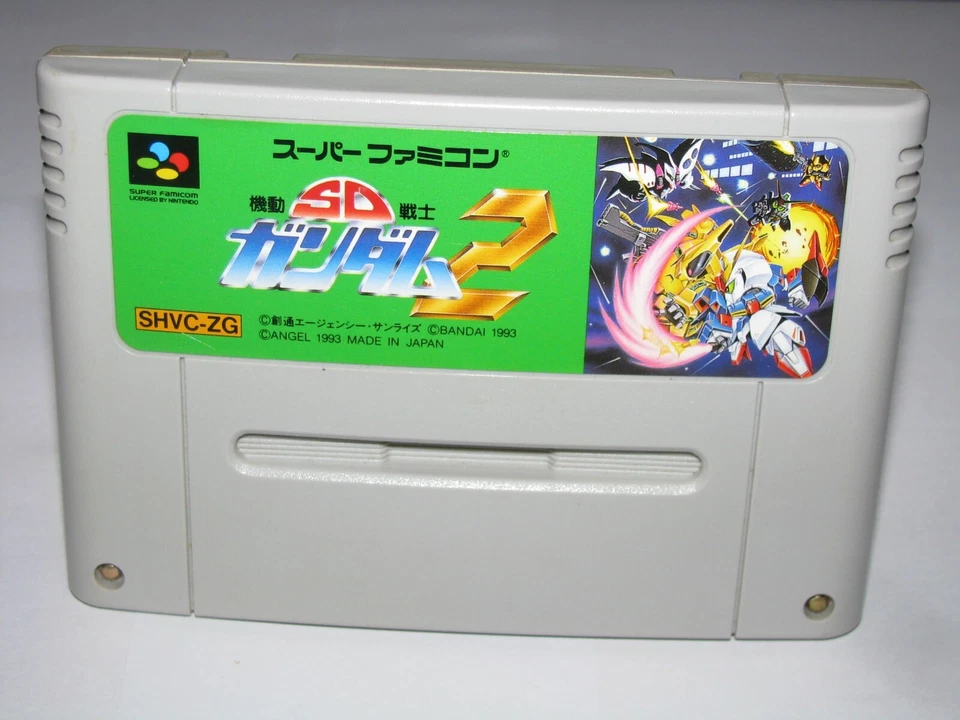 スーパーファミコン®
SUPER FAMICOM
LICENSED BY NINTENDO
機動 SD 戦士
ガンダム2
SHVC-ZG
©創通エージェンシー・サンライズ ©BANDAI 1993
©ANGEL 1993 MADE IN JAPAN